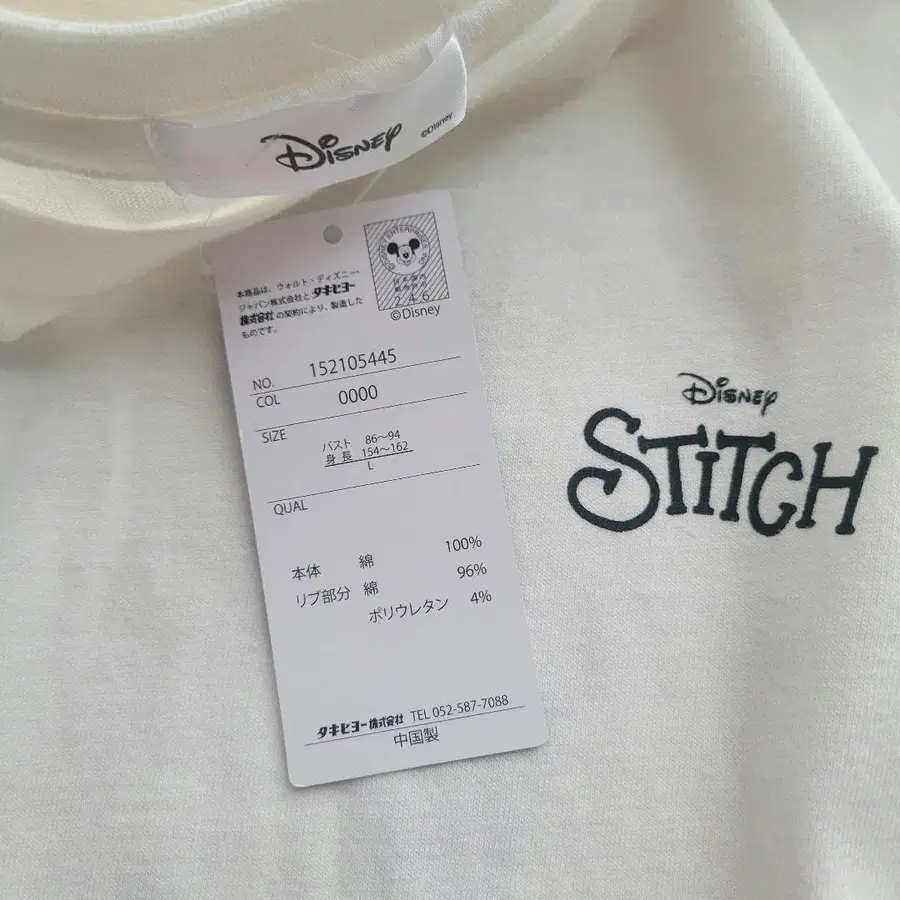 Disney
©Disney
本商品は、ウォルト・ディズニー・
ジャパン株式会社とタキヒヨー
株式会社の契約により、製造した
ものです。
246
©Disney
NO. 152105445
COL 0000
SIZE
バスト 86～94
身長 154～162
L
QUAL
本体 綿 100%
リブ部分 綿 96%
ポリウレタン 4%
タキヒヨー株式会社 TEL 052-587-7088
中国製
Disney
STITCH